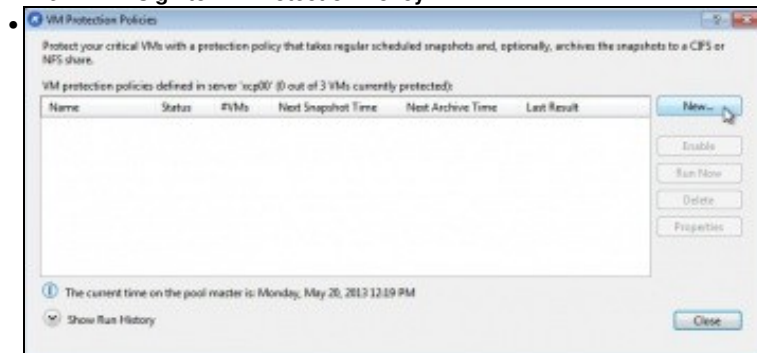 VM Protection Policies
Protect your critical VMs with a protection policy that takes regular scheduled snapshots and, optionally, archives the snapshots to a CIFS or
NFS share.
VM protection policies defined in server 'xcp00' (0 out of 3 VMs currently protected):
Name Status #VMs Next Snapshot Time Next Archive Time Last Result
New...
Enable
Run Now
Delete
Properties
The current time on the pool master is: Monday, May 20, 2013 12:19 PM
Show Run History
Close